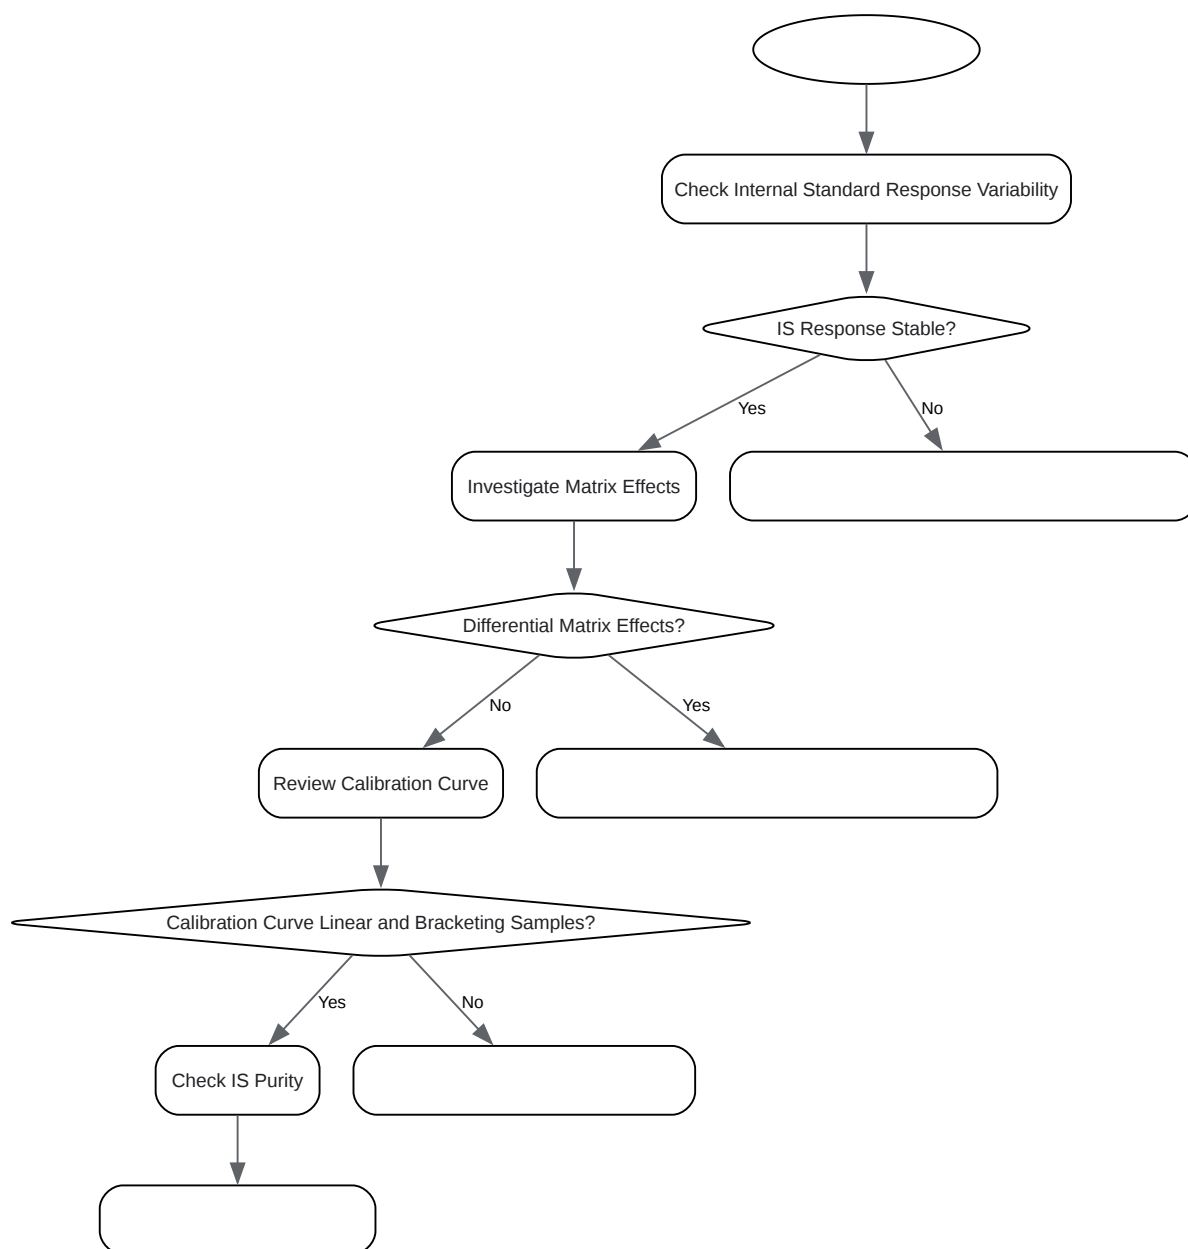 Check Internal Standard Response Variability
IS Response Stable?
Yes
No
Investigate Matrix Effects
Differential Matrix Effects?
No
Yes
Review Calibration Curve
Calibration Curve Linear and Bracketing Samples?
Yes
No
Check IS Purity